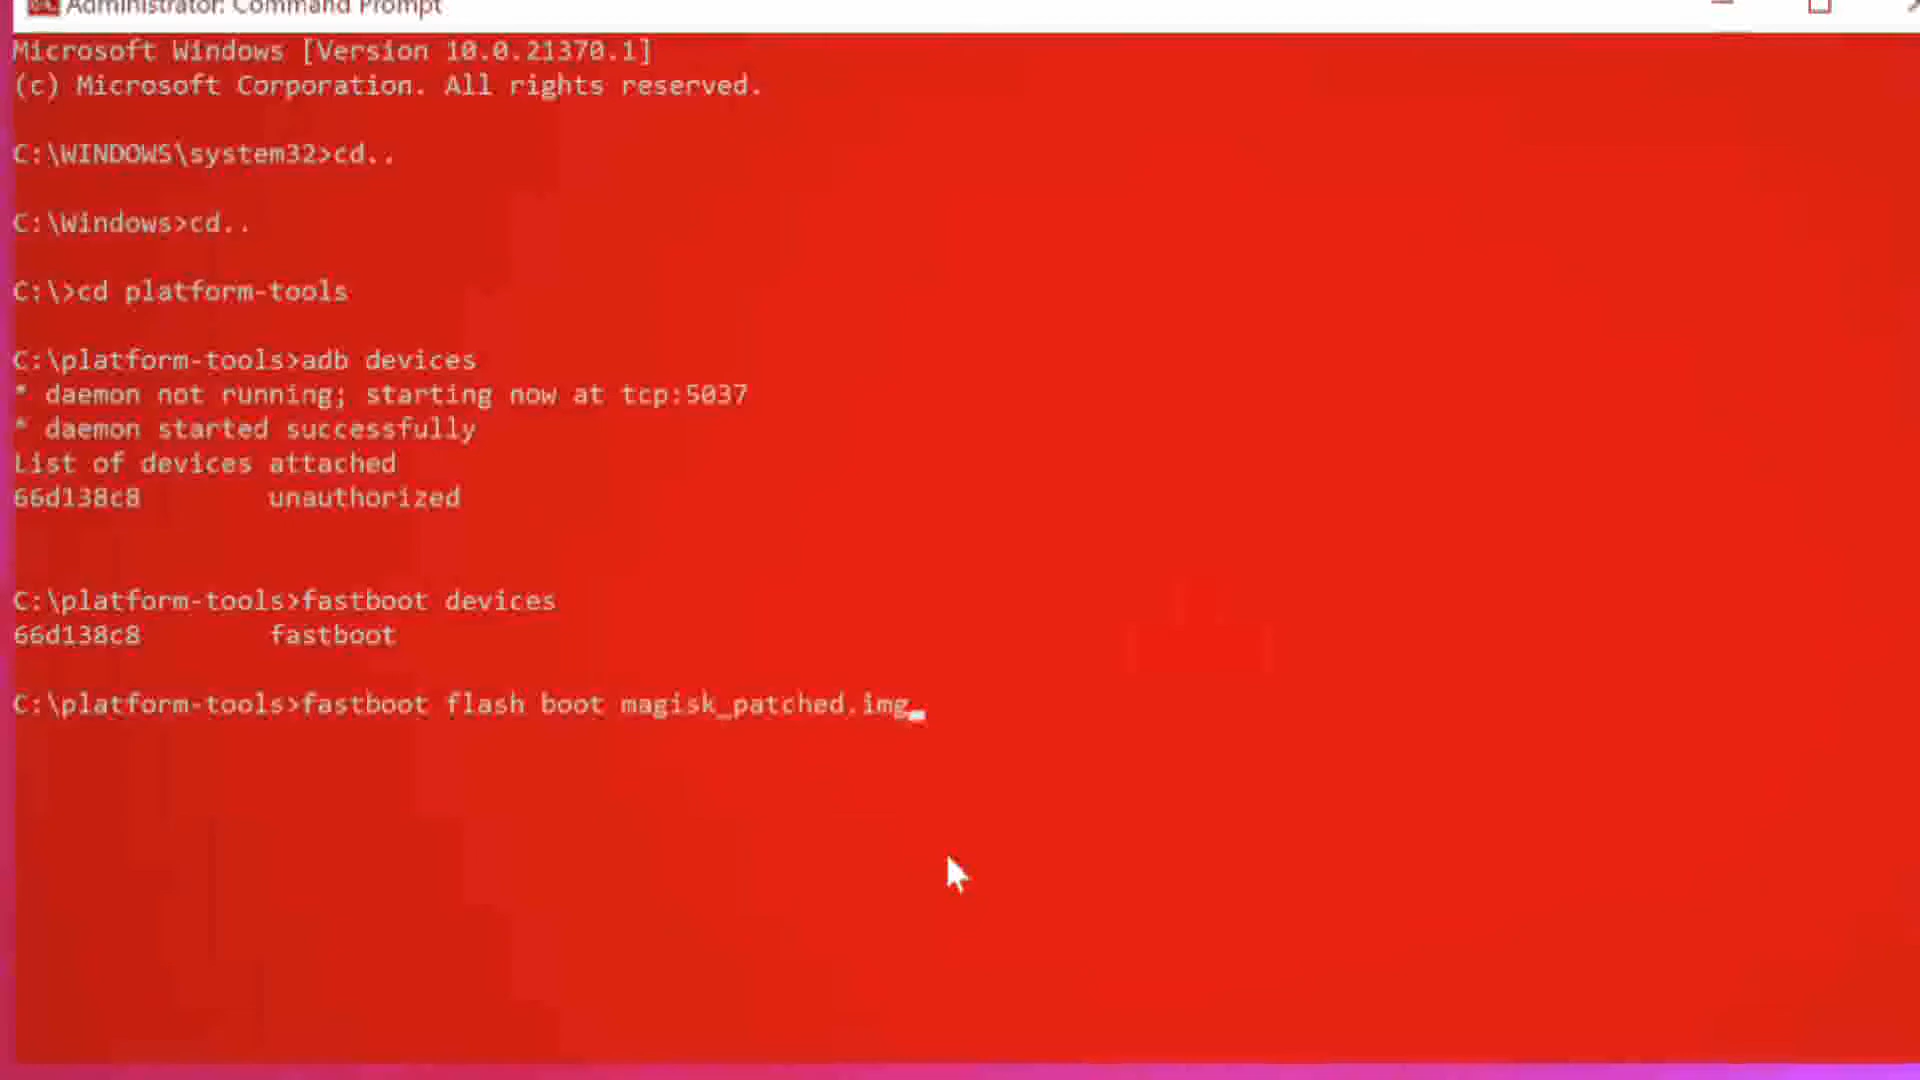 Administrator: Command Prompt
Microsoft Windows [Version 10.0.21370.1]
(c) Microsoft Corporation. All rights reserved.
C:\WINDOWS\system32>cd..
C:\Windows>cd..
C:\>cd platform-tools
C:\platform-tools>adb devices
* daemon not running; starting now at tcp:5037
* daemon started successfully
List of devices attached
66d138c8 unauthorized
C:\platform-tools>fastboot devices
66d138c8 fastboot
C:\platform-tools>fastboot flash boot magisk_patched.img